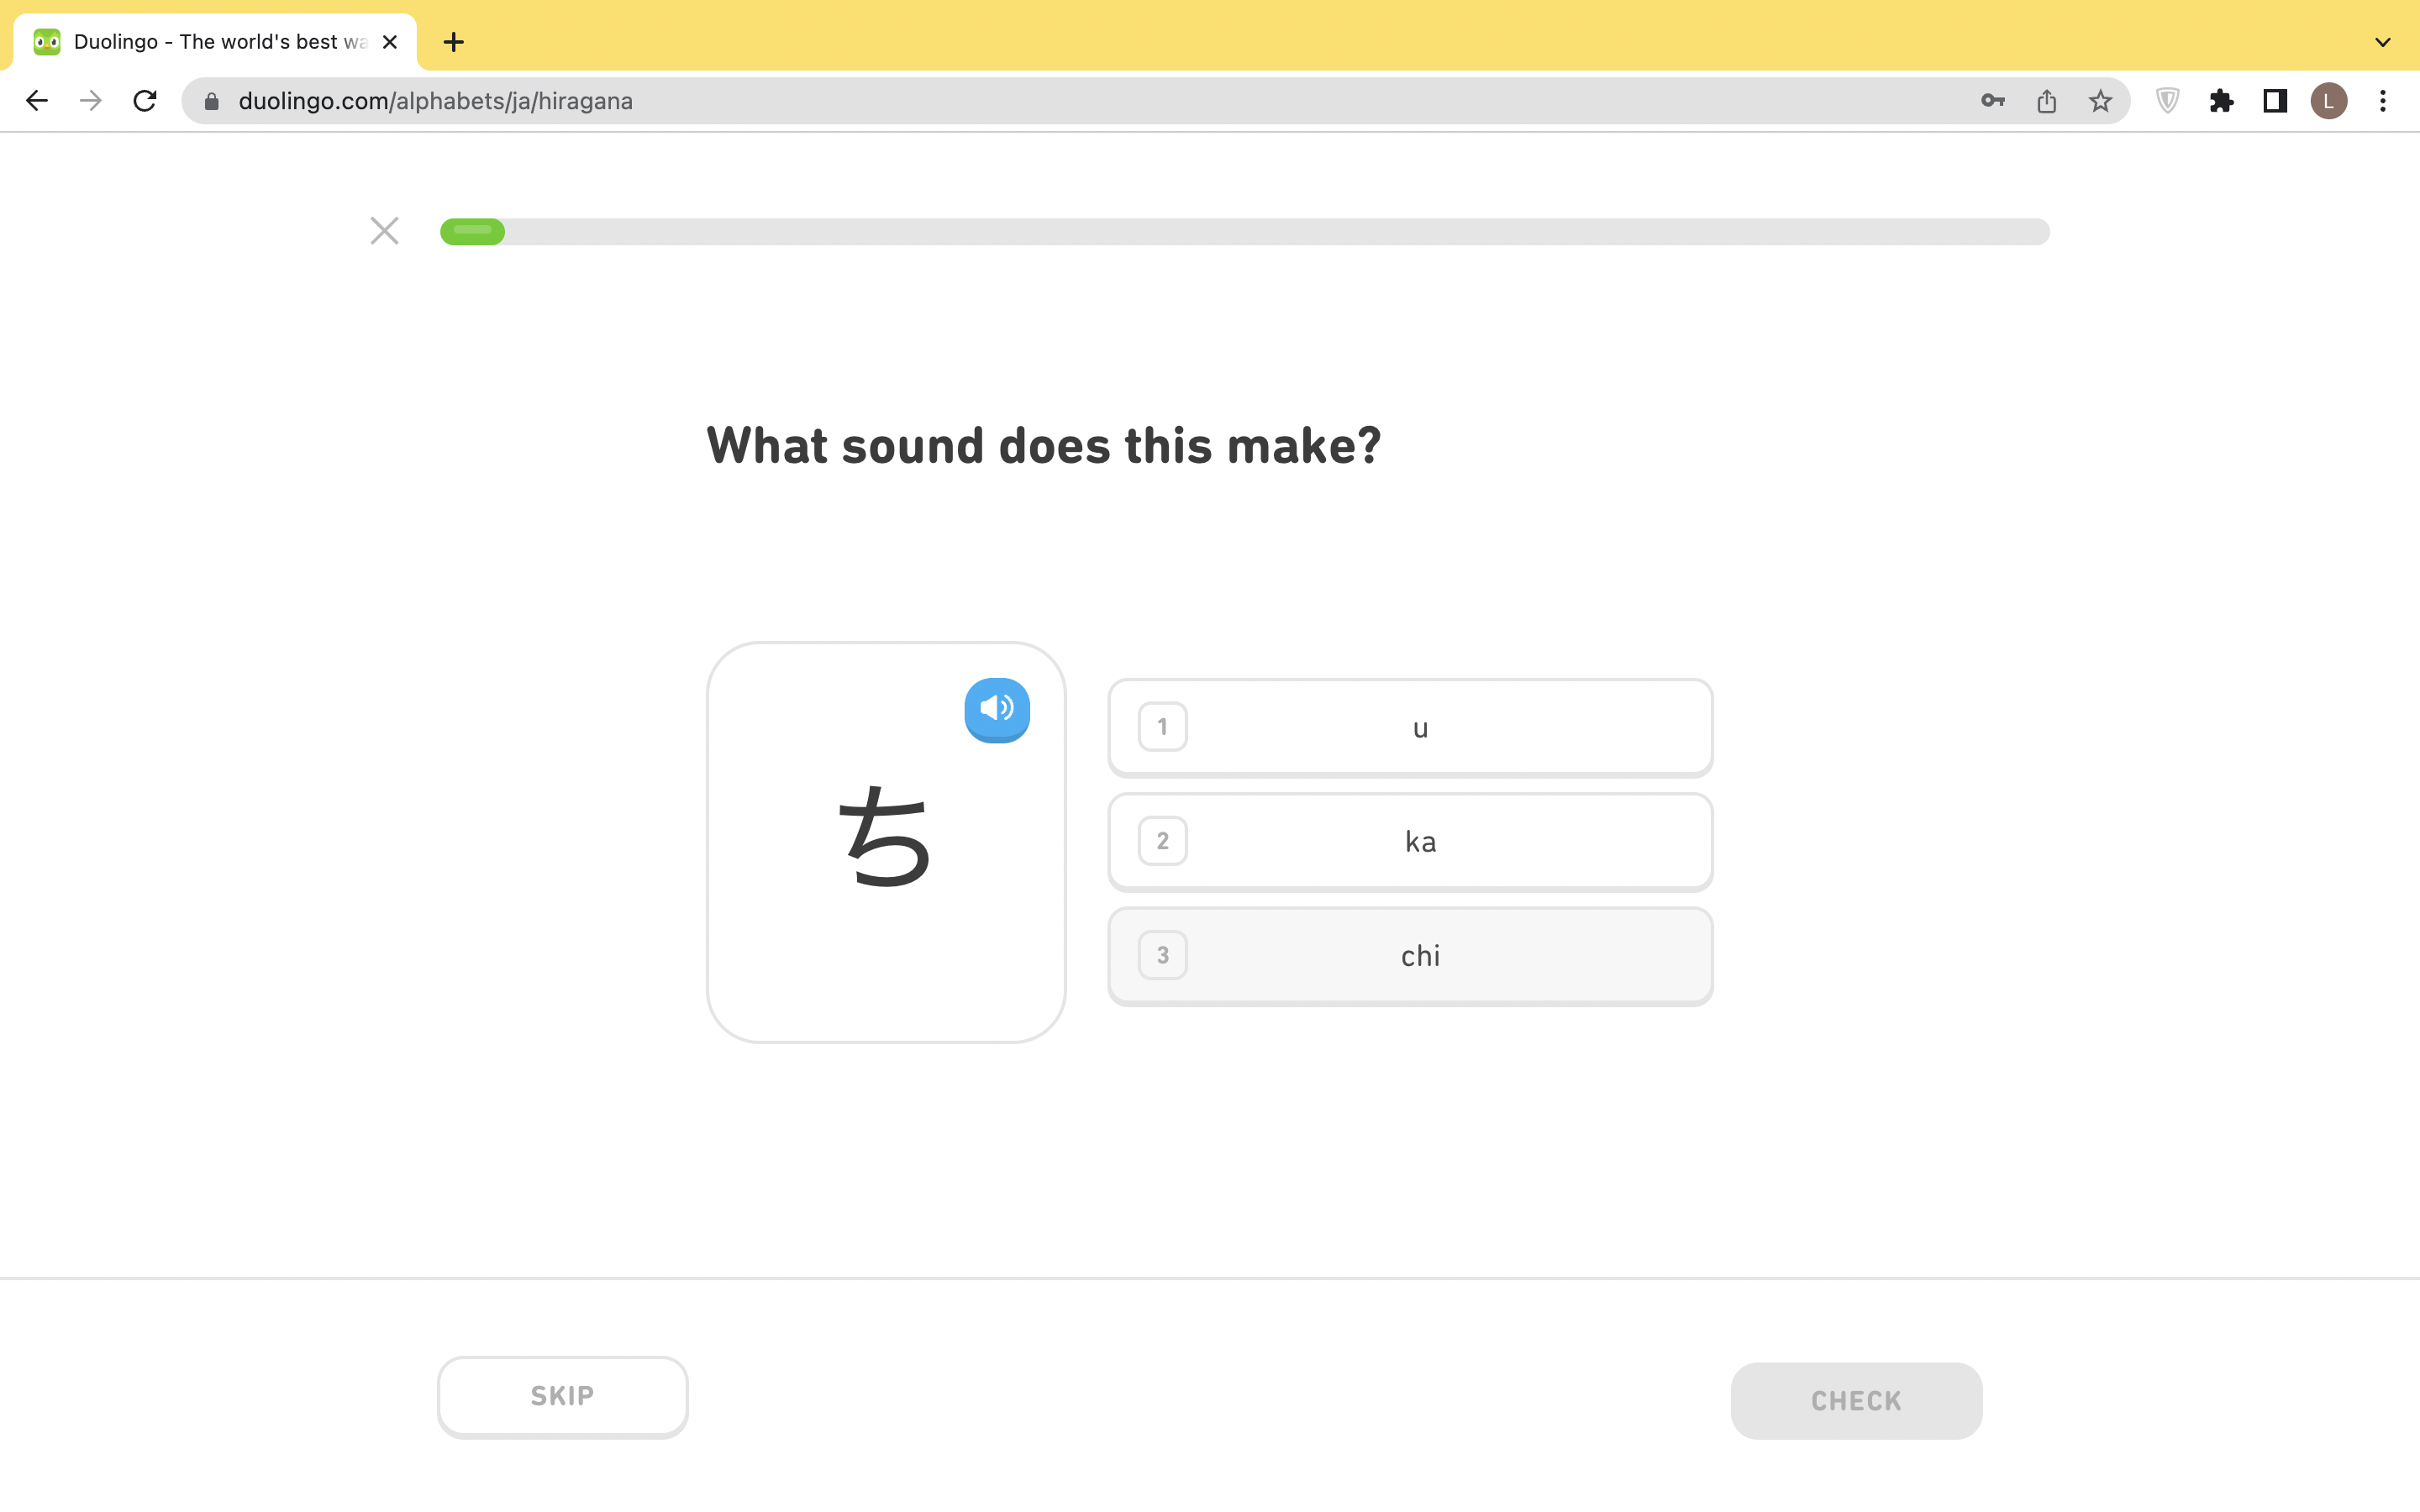 Duolingo - The world's best wa
duolingo.com/alphabets/ja/hiragana
L
What sound does this make?
ち
1 u
2 ka
3 chi
SKIP
CHECK